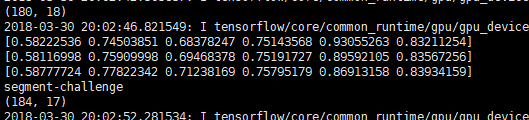 (180, 18)
2018-03-30 20:02:46.821549: I tensorflow/core/common_runtime/gpu/gpu_device
[0.58222536 0.74503851 0.68378247 0.75143568 0.93055263 0.83211254]
[0.58116998 0.75909998 0.69468378 0.75191727 0.89592105 0.83567256]
[0.58777724 0.77822342 0.71238169 0.75795179 0.86913158 0.83934159]
segment-challenge
(184, 17)
2018-03-30 20:02:52.281534: I tensorflow/core/common_runtime/gpu/gpu_device